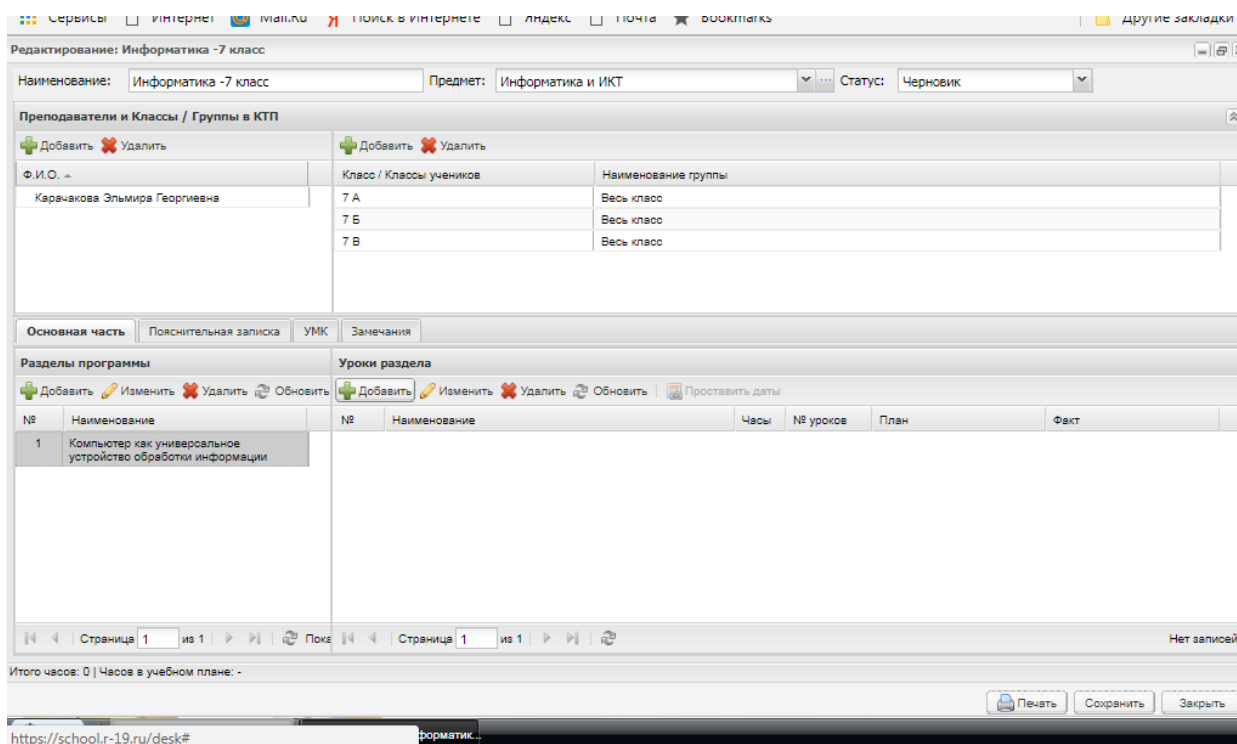 Сервисы Интернет Mail.Ru Поиск в Интернете Яндекс Почта Bookmarks Другие закладки
Редактирование: Информатика -7 класс
Наименование: Информатика -7 класс Предмет: Информатика и ИКТ Статус: Черновик
Преподаватели и Классы / Группы в КТП
Добавить Удалить Добавить Удалить
Ф.И.О. Класс / Классы учеников Наименование группы
Карачакова Эльмира Георгиевна 7 А Весь класс
7 Б Весь класс
7 В Весь класс
Основная часть Пояснительная записка УМК Замечания
Разделы программы Уроки раздела
Добавить Изменить Удалить Обновить Добавить Изменить Удалить Обновить Проставить даты
№ Наименование № Наименование Часы № уроков План Факт
1 Компьютер как универсальное
устройство обработки информации
Страница 1 из 1 Пока Страница 1 из 1 Нет записей
Итого часов: 0 | Часов в учебном плане: -
Печать Сохранить Закрыть
https://school.r-19.ru/desk# форматик...